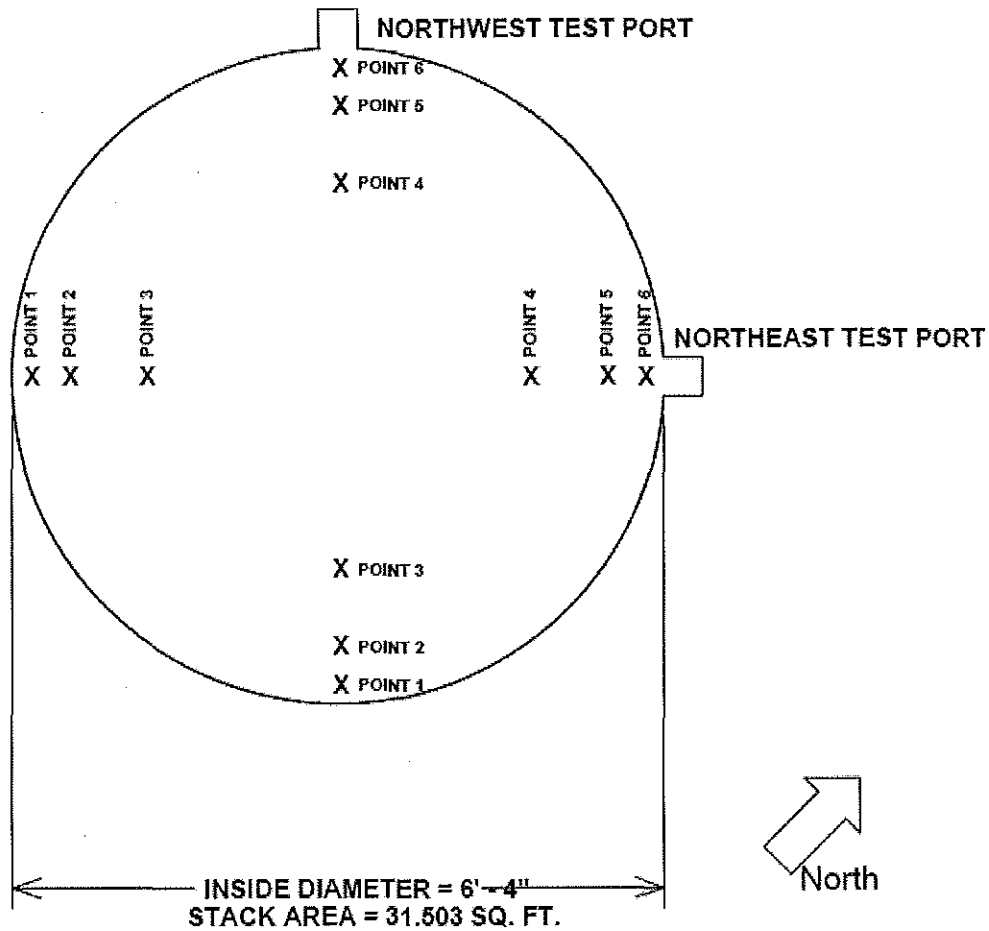 NORTHWEST TEST PORT
X POINT 6
X POINT 5
X POINT 4
POINT 1
POINT 2
POINT 3
POINT 4
POINT 5
POINT 6
X X X X X X
NORTHEAST TEST PORT
X POINT 3
X POINT 2
X POINT 1
North
INSIDE DIAMETER = 6' - 4"
STACK AREA = 31.503 SQ. FT.